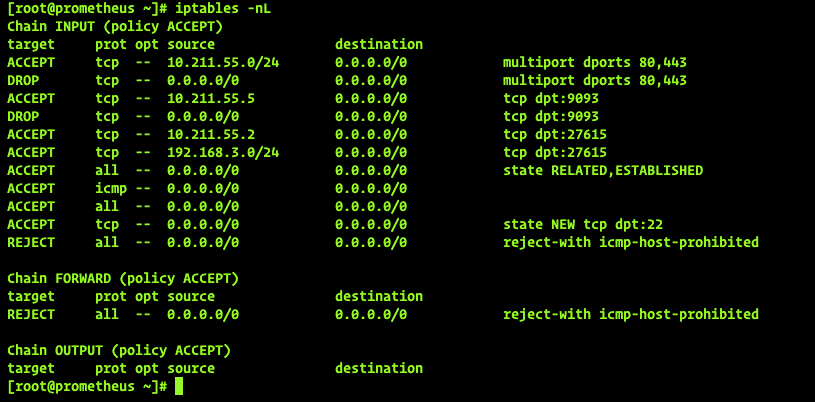 [root@prometheus ~]# iptables -nL
Chain INPUT (policy ACCEPT)
target     prot opt source               destination
ACCEPT     tcp  --  10.211.55.0/24       0.0.0.0/0            multiport dports 80,443
DROP       tcp  --  0.0.0.0/0            0.0.0.0/0            multiport dports 80,443
ACCEPT     tcp  --  10.211.55.5          0.0.0.0/0            tcp dpt:9093
DROP       tcp  --  0.0.0.0/0            0.0.0.0/0            tcp dpt:9093
ACCEPT     tcp  --  10.211.55.2          0.0.0.0/0            tcp dpt:27615
ACCEPT     tcp  --  192.168.3.0/24       0.0.0.0/0            tcp dpt:27615
ACCEPT     all  --  0.0.0.0/0            0.0.0.0/0            state RELATED,ESTABLISHED
ACCEPT     icmp --  0.0.0.0/0            0.0.0.0/0
ACCEPT     all  --  0.0.0.0/0            0.0.0.0/0
ACCEPT     tcp  --  0.0.0.0/0            0.0.0.0/0            state NEW tcp dpt:22
REJECT     all  --  0.0.0.0/0            0.0.0.0/0            reject-with icmp-host-prohibited

Chain FORWARD (policy ACCEPT)
target     prot opt source               destination
REJECT     all  --  0.0.0.0/0            0.0.0.0/0            reject-with icmp-host-prohibited

Chain OUTPUT (policy ACCEPT)
target     prot opt source               destination
[root@prometheus ~]#